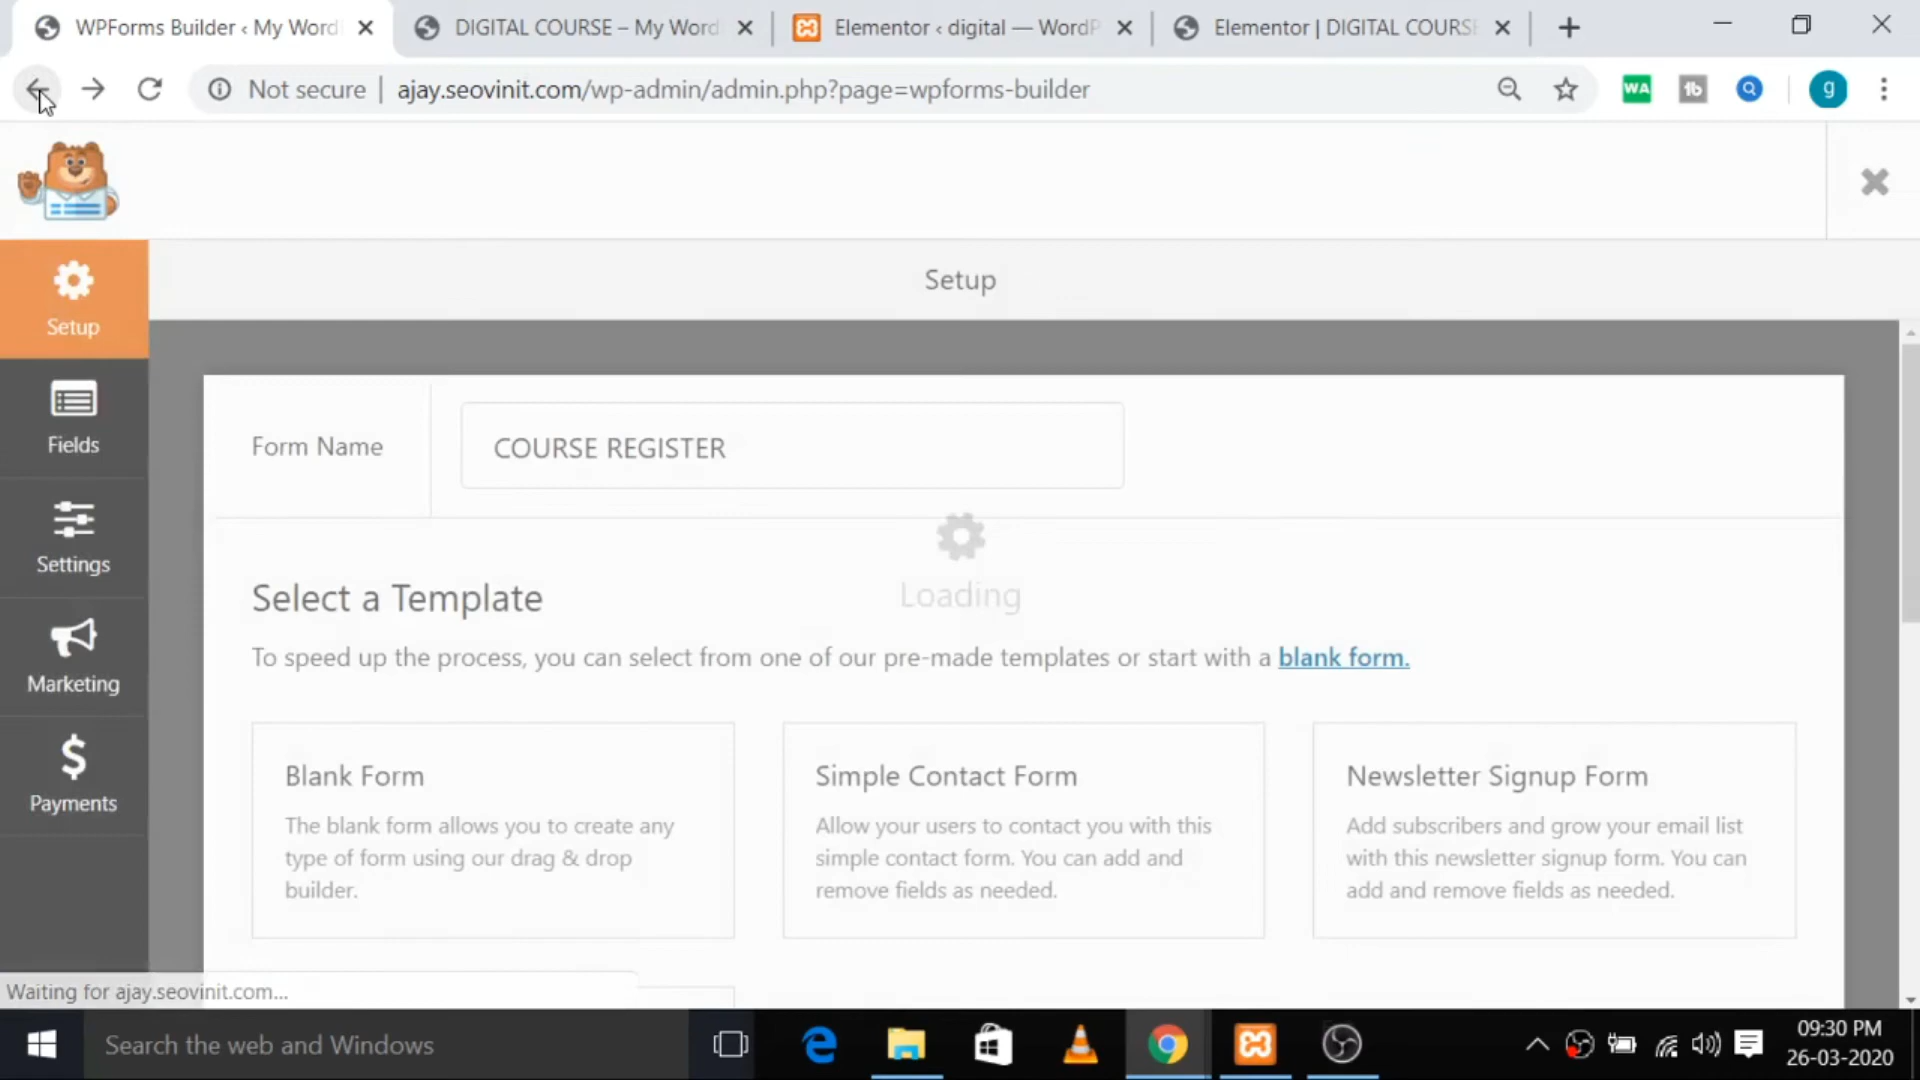 WPForms Builder ‹ My Word
DIGITAL COURSE – My Word
Elementor ‹ digital — WordP
Elementor | DIGITAL COURSE
Not secure | ajay.seovinit.com/wp-admin/admin.php?page=wpforms-builder
WA
g
Setup
Setup
Fields
Settings
Marketing
Payments
Form Name
COURSE REGISTER
Loading
Select a Template
To speed up the process, you can select from one of our pre-made templates or start with a blank form.
Blank Form
The blank form allows you to create any
type of form using our drag & drop
builder.
Simple Contact Form
Allow your users to contact you with this
simple contact form. You can add and
remove fields as needed.
Newsletter Signup Form
Add subscribers and grow your email list
with this newsletter signup form. You can
add and remove fields as needed.
Waiting for ajay.seovinit.com...
Search the web and Windows
09:30 PM
26-03-2020